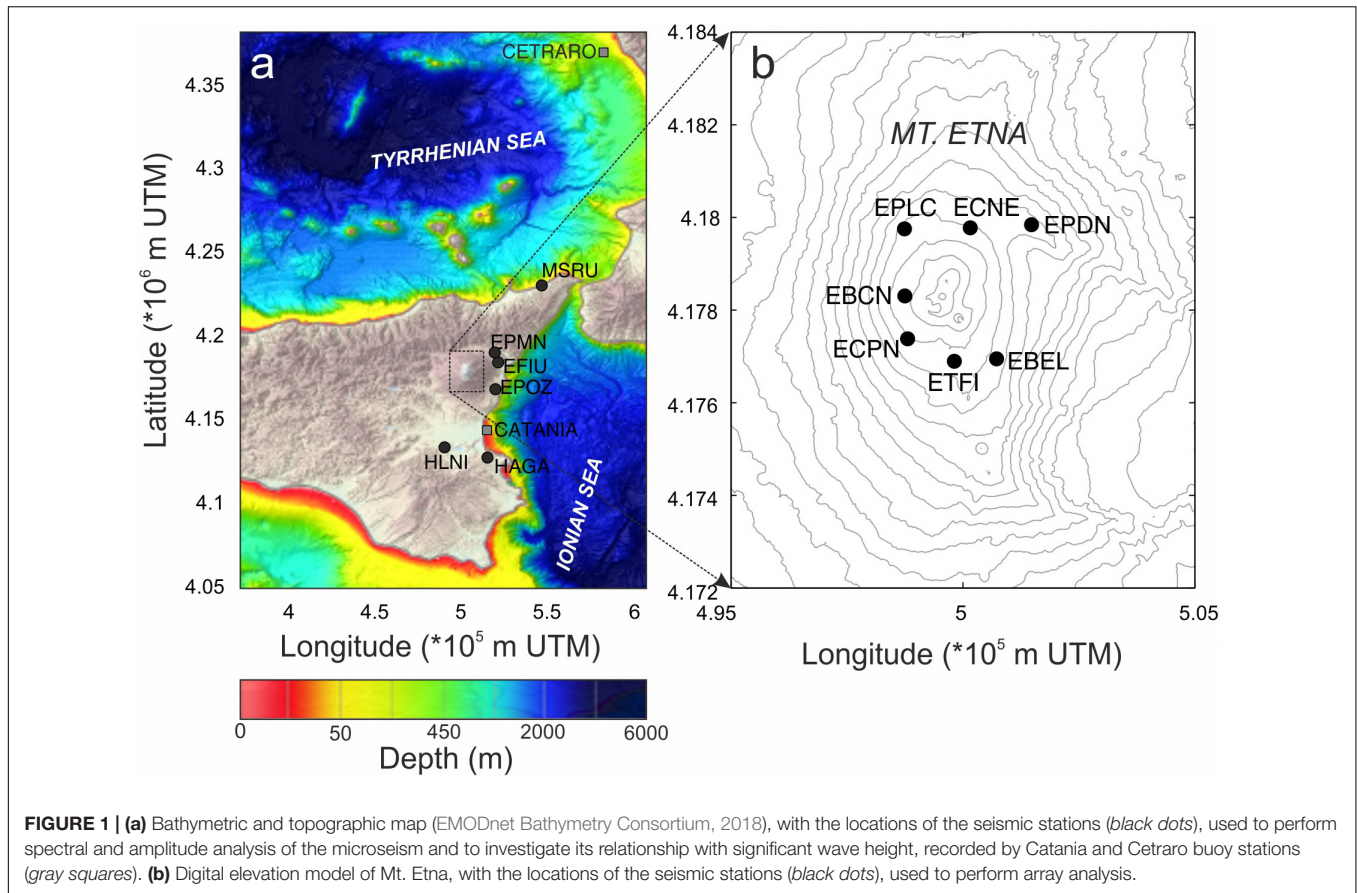 a
CETRARO
4.35
TYRRHENIAN SEA
4.3
4.25
MSRU
4.2
EPMN
EFIU
EPOZ
4.15
CATANIA
HLNI
HAGA
4.1
IONIAN SEA
4.05
4
4.5
5
5.5
6
Latitude (*10⁶ m UTM)
Longitude (*10⁵ m UTM)
0
50
450
2000
6000
Depth (m)
b
4.184
MT. ETNA
4.182
EPLC
ECNE
EPDN
4.18
EBCN
4.178
ECPN
ETFI
EBEL
4.176
4.174
4.172
4.95
5
5.05
Longitude (*10⁵ m UTM)
FIGURE 1 | (a) Bathymetric and topographic map (EMODnet Bathymetry Consortium, 2018), with the locations of the seismic stations (black dots), used to perform
spectral and amplitude analysis of the microseism and to investigate its relationship with significant wave height, recorded by Catania and Cetraro buoy stations
(gray squares). (b) Digital elevation model of Mt. Etna, with the locations of the seismic stations (black dots), used to perform array analysis.